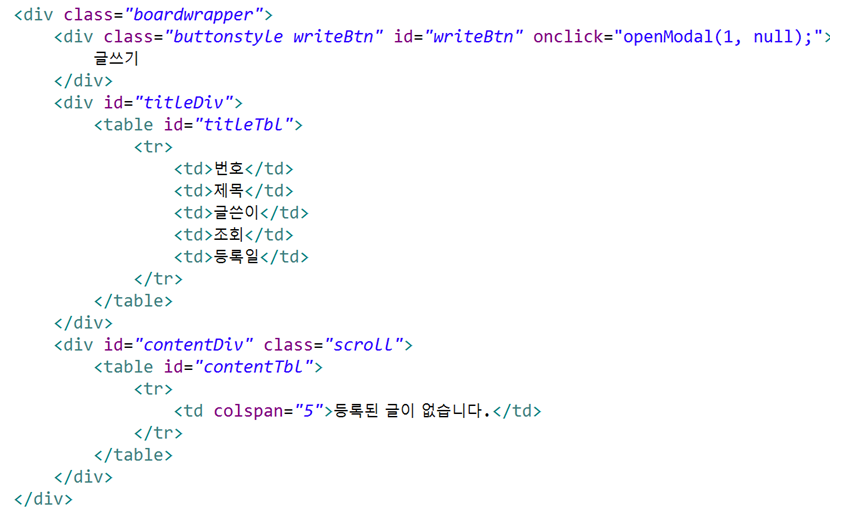 <div class="boardwrapper">
    <div class="buttonstyle writeBtn" id="writeBtn" onclick="openModal(1, null);">
        글쓰기
    </div>
    <div id="titleDiv">
        <table id="titleTbl">
            <tr>
                <td>번호</td>
                <td>제목</td>
                <td>글쓴이</td>
                <td>조회</td>
                <td>등록일</td>
            </tr>
        </table>
    </div>
    <div id="contentDiv" class="scroll">
        <table id="contentTbl">
            <tr>
                <td colspan="5">등록된 글이 없습니다.</td>
            </tr>
        </table>
    </div>
</div>